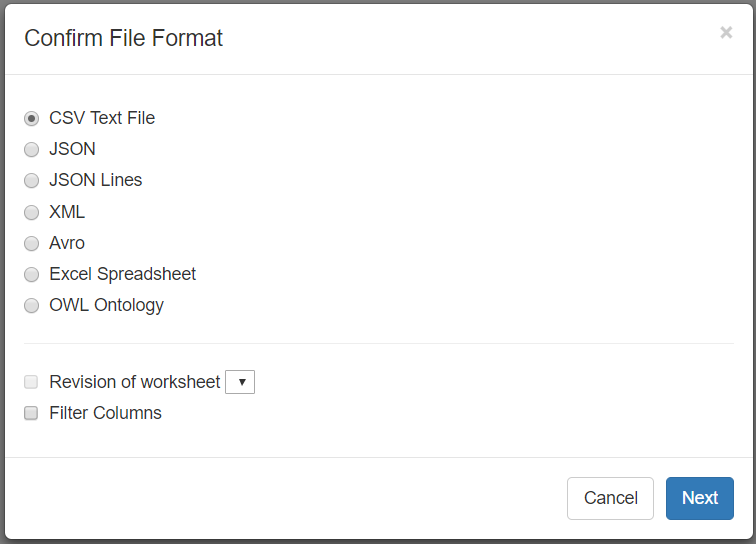 Confirm File Format
CSV Text File
JSON
JSON Lines
XML
Avro
Excel Spreadsheet
OWL Ontology
Revision of worksheet
Filter Columns
Cancel Next